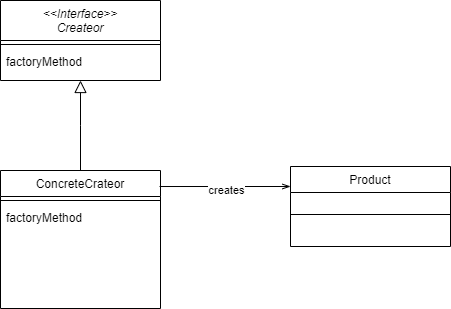 <<Interface>>
Createor
factoryMethod
ConcreteCrateor
creates
Product
factoryMethod